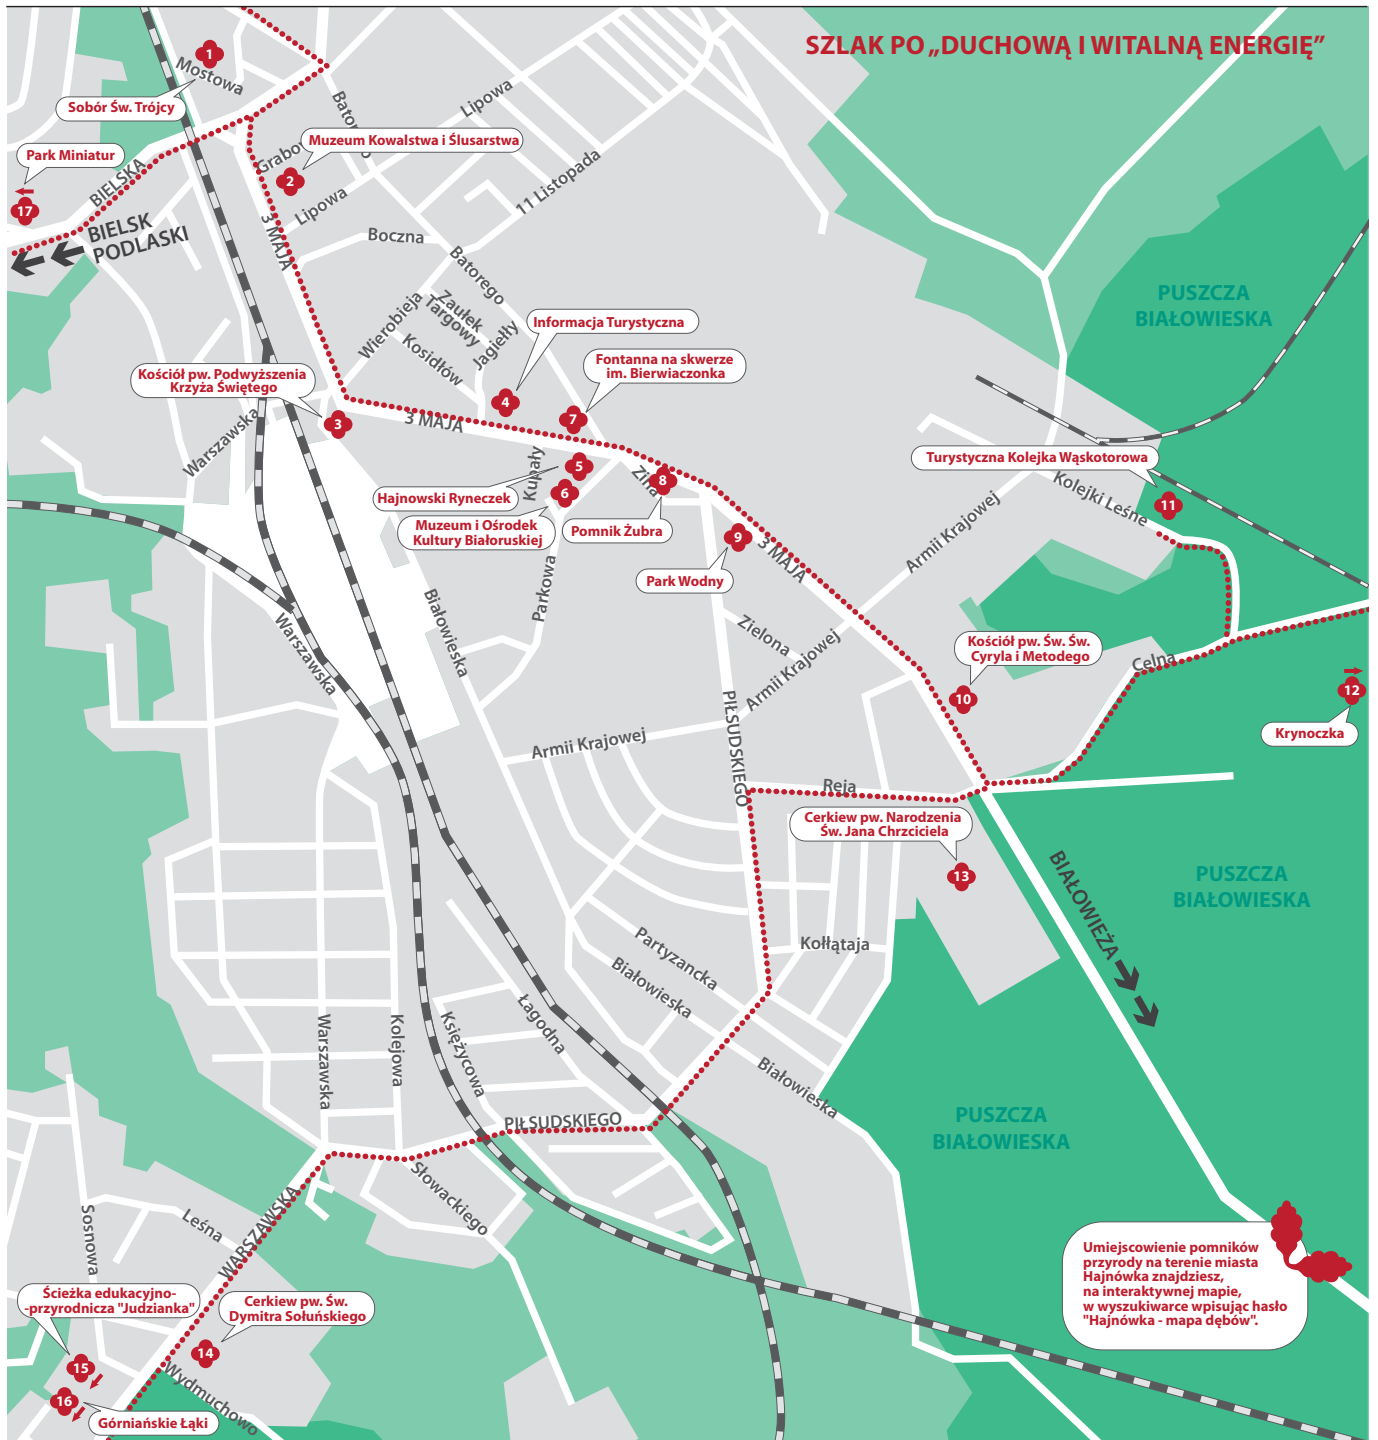 SZLAK PO „DUCHOWĄ I WITALNĄ ENERGIĘ”
1
Mostowa
Sobór Św. Trójcy
Batorego
Lipowa
Grabowa
Muzeum Kowalstwa i Ślusarstwa
2
Park Miniatur
17
BIELSKA
BIELSK
PODLASKI
Lipowa
11 Listopada
3 MAJA
Boczna
Batorego
PUSZCZA
BIAŁOWIESKA
Wierobieja
Zaułek
Targowy
Jagiełły
Kosidłów
Informacja Turystyczna
4
Fontanna na skwerze
im. Bierwiaczonka
7
Kościół pw. Podwyższenia
Krzyża Świętego
3
3 MAJA
Warszawska
Kupały
5
Hajnowski Ryneczek
6
Muzeum i Ośrodek
Kultury Białoruskiej
Zina
8
Pomnik Żubra
9
Park Wodny
3 MAJA
Turystyczna Kolejka Wąskotorowa
11
Kolejki Leśne
Armii Krajowej
Parkowa
Białowieska
Warszawska
Zielona
Armii Krajowej
Kościół pw. Św. Św.
Cyryla i Metodego
10
Celna
12
Krynoczka
Armii Krajowej
PIŁSUDSKIEGO
Reja
Cerkiew pw. Narodzenia
Św. Jana Chrzciciela
13
PUSZCZA
BIAŁOWIESKA
BIAŁOWIEŻA
Kołłątaja
Partyzancka
Białowieska
Łagodna
Księżycowa
Kolejowa
Warszawska
Białowieska
PIŁSUDSKIEGO
PUSZCZA
BIAŁOWIESKA
Słowackiego
WARSZAWSKA
Leśna
Sosnowa
Ścieżka edukacyjno-
-przyrodnicza "Judzianka"
Cerkiew pw. Św.
Dymitra Sołuńskiego
14
15
16
Górniańskie Łąki
Wydmuchowo
Umiejscowienie pomników
przyrody na terenie miasta
Hajnówka znajdziesz,
na interaktywnej mapie,
w wyszukiwarce wpisując hasło
"Hajnówka - mapa dębów".